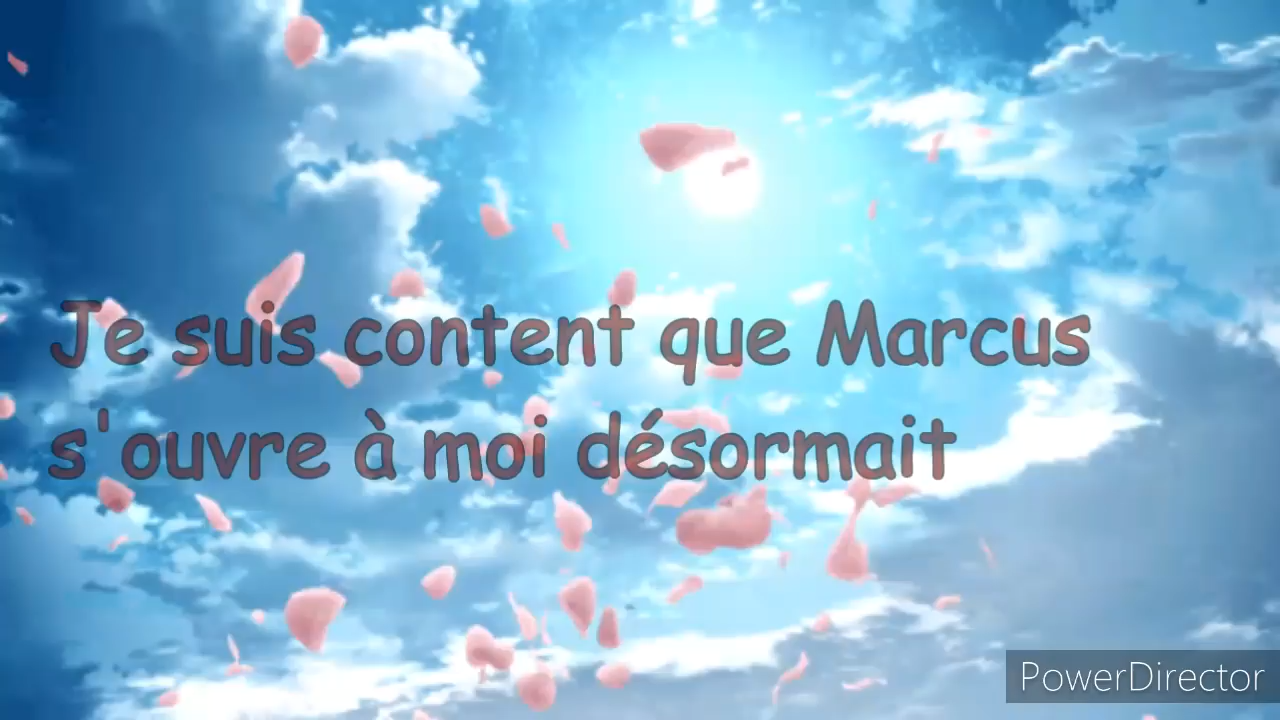 Je suis content que Marcus
s'ouvre à moi désormait
PowerDirector